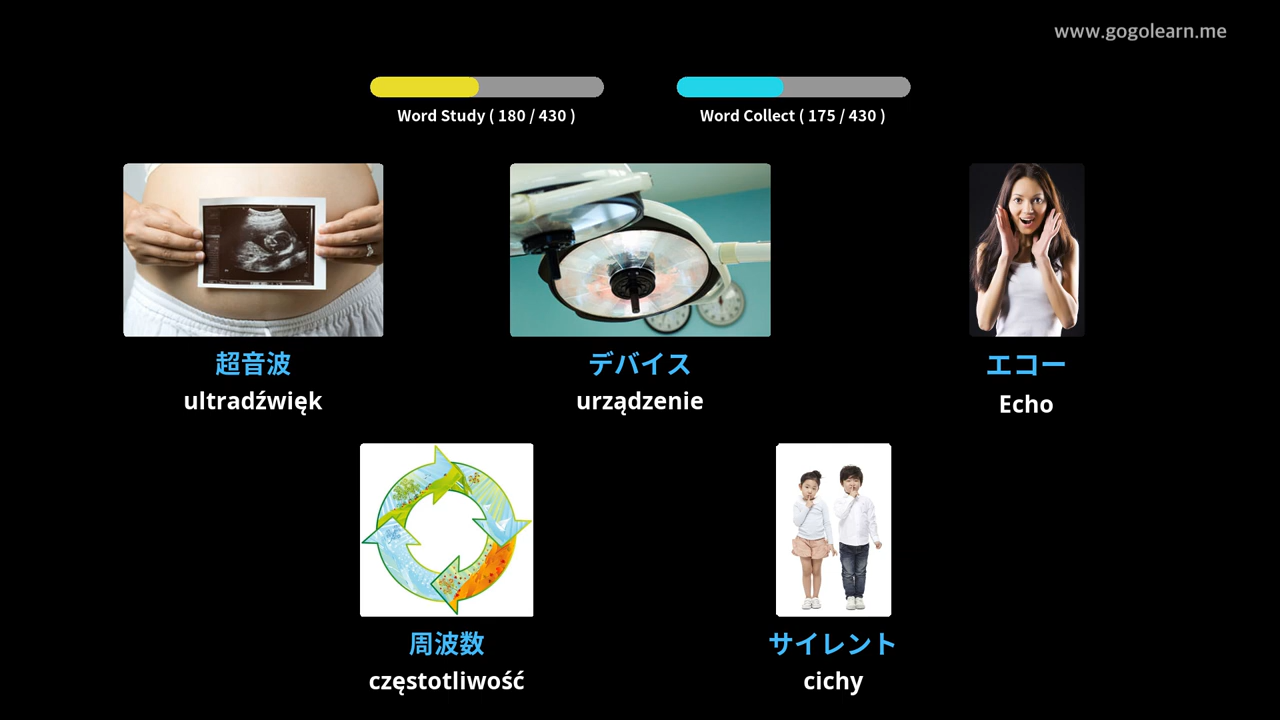 www.gogolearn.me
Word Study ( 180 / 430 )
Word Collect ( 175 / 430 )
超音波
ultradźwięk
デバイス
urządzenie
エコー
Echo
周波数
częstotliwość
サイレント
cichy